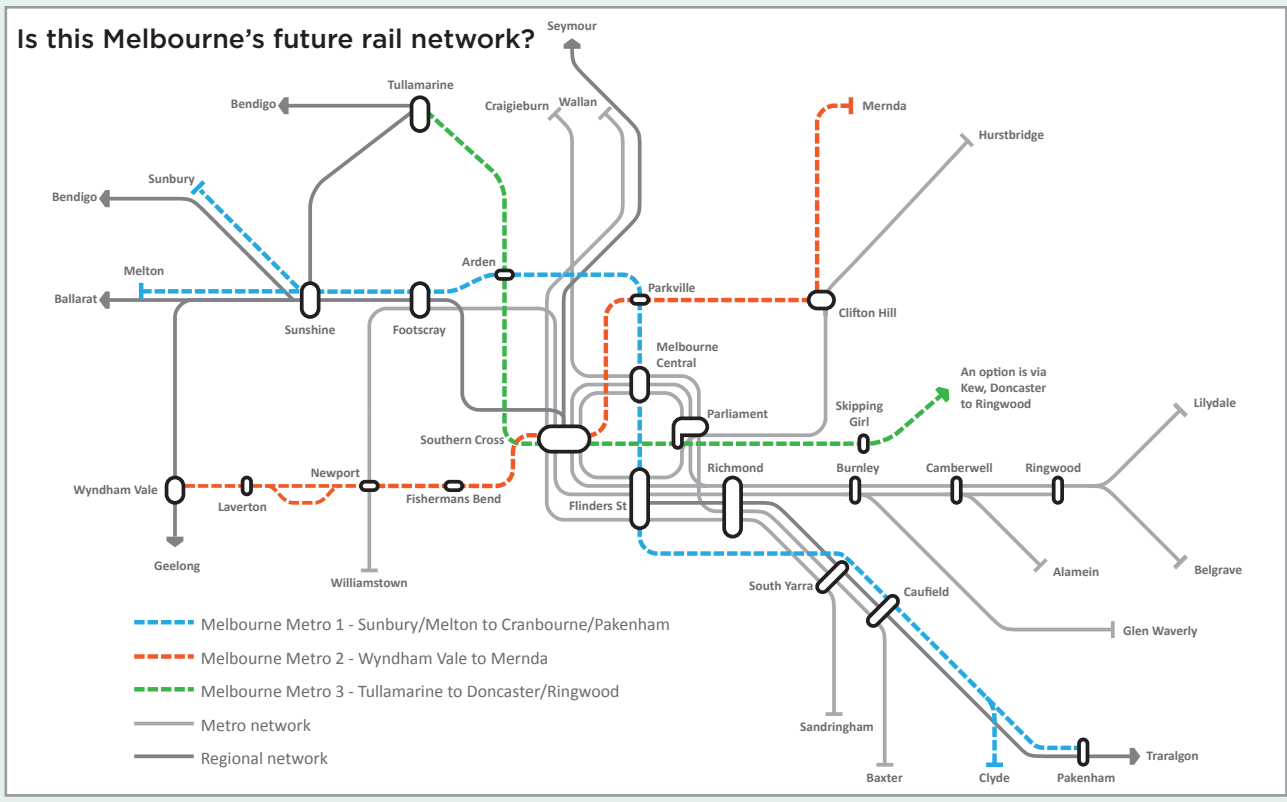 Is this Melbourne's future rail network?
Seymour
Tullamarine
Bendigo
Craigieburn
Wallan
Mernda
Hurstbridge
Sunbury
Bendigo
Melton
Ballarat
Arden
Parkville
Sunshine
Footscray
Clifton Hill
Melbourne
Central
An option is via
Kew, Doncaster
to Ringwood
Skipping
Girl
Parliament
Lilydale
Southern Cross
Wyndham Vale
Laverton
Newport
Fishermans Bend
Flinders St
Richmond
Burnley
Camberwell
Ringwood
Geelong
Williamstown
South Yarra
Caufield
Alamein
Belgrave
Glen Waverly
Melbourne Metro 1 - Sunbury/Melton to Cranbourne/Pakenham
Melbourne Metro 2 - Wyndham Vale to Mernda
Melbourne Metro 3 - Tullamarine to Doncaster/Ringwood
Metro network
Regional network
Sandringham
Baxter
Clyde
Pakenham
Traralgon